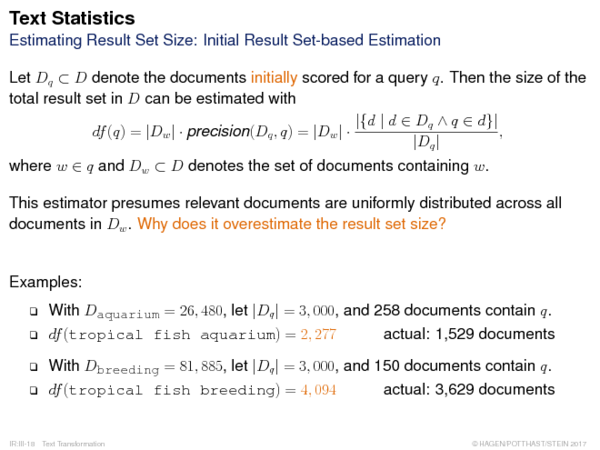 Text Statistics
Estimating Result Set Size: Initial Result Set-based Estimation
Let D_q ⊂ D denote the documents initially scored for a query q. Then the size of the
total result set in D can be estimated with
df(q) = |D_w| · precision(D_q, q) = |D_w| · |{d | d ∈ D_q ∧ q ∈ d}| / |D_q|,
where w ∈ q and D_w ⊂ D denotes the set of documents containing w.
This estimator presumes relevant documents are uniformly distributed across all
documents in D_w. Why does it overestimate the result set size?
Examples:
❏ With D_aquarium = 26,480, let |D_q| = 3,000, and 258 documents contain q.
❏ df(tropical fish aquarium) = 2,277 actual: 1,529 documents
❏ With D_breeding = 81,885, let |D_q| = 3,000, and 150 documents contain q.
❏ df(tropical fish breeding) = 4,094 actual: 3,629 documents
IR:III-18 Text Transformation © HAGEN/POTTHAST/STEIN 2017